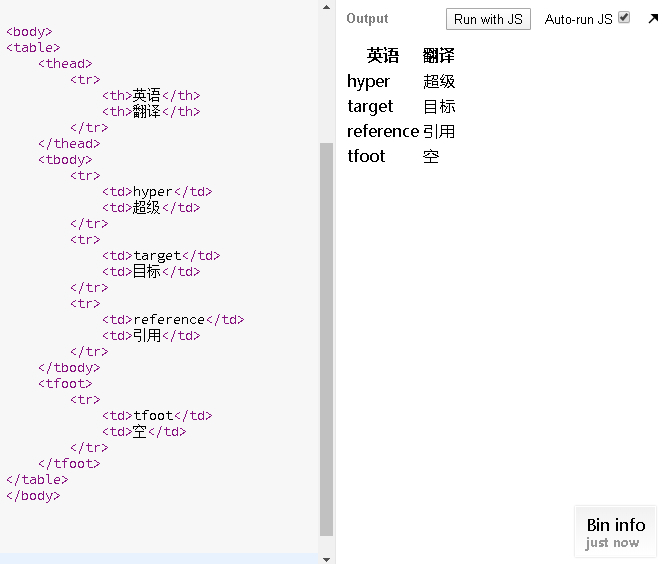 <body>
<table>
    <thead>
        <tr>
            <th>英语</th>
            <th>翻译</th>
        </tr>
    </thead>
    <tbody>
        <tr>
            <td>hyper</td>
            <td>超级</td>
        </tr>
        <tr>
            <td>target</td>
            <td>目标</td>
        </tr>
        <tr>
            <td>reference</td>
            <td>引用</td>
        </tr>
    </tbody>
    <tfoot>
        <tr>
            <td>tfoot</td>
            <td>空</td>
        </tr>
    </tfoot>
</table>
</body>
Output Run with JS Auto-run JS
英语 翻译
hyper 超级
target 目标
reference 引用
tfoot 空
Bin info
just now